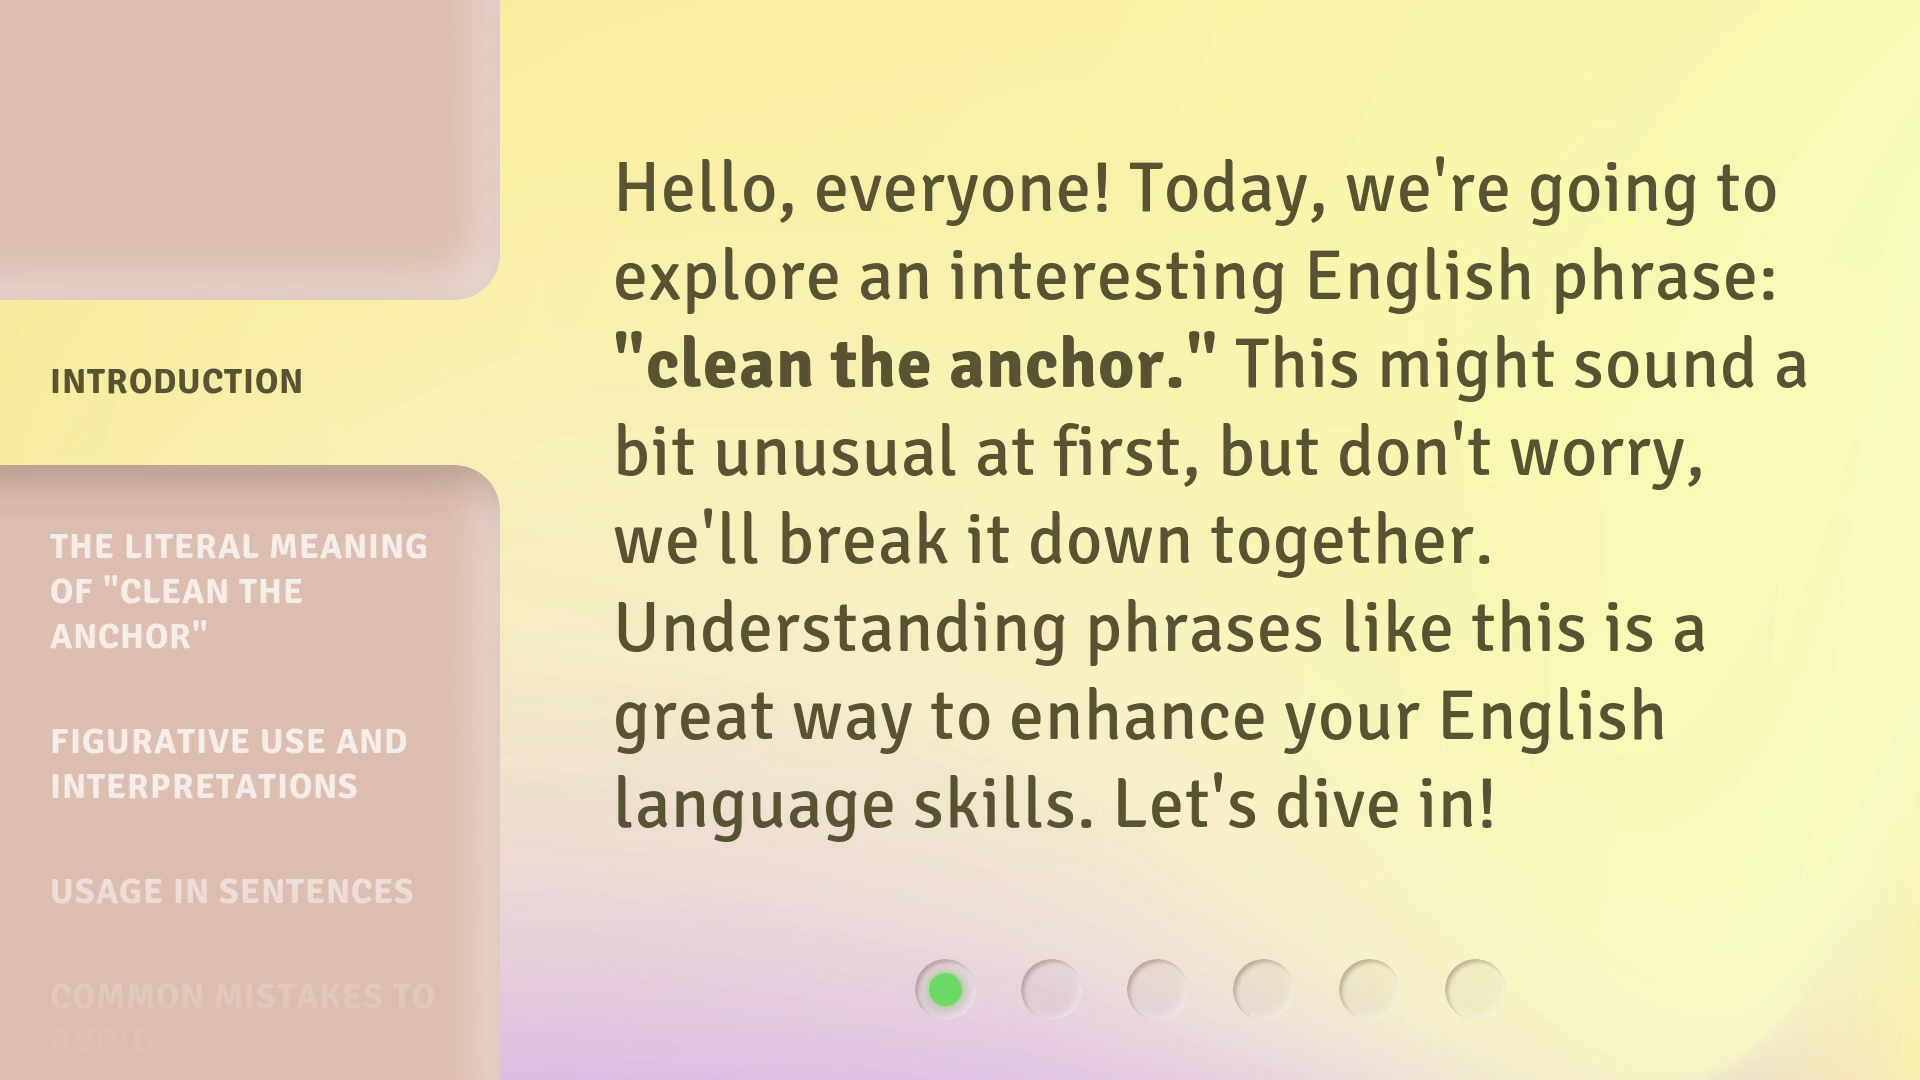 INTRODUCTION
THE LITERAL MEANING
OF "CLEAN THE
ANCHOR"
FIGURATIVE USE AND
INTERPRETATIONS
USAGE IN SENTENCES
COMMON MISTAKES TO
AVOID
Hello, everyone! Today, we're going to
explore an interesting English phrase:
"clean the anchor." This might sound a
bit unusual at first, but don't worry,
we'll break it down together.
Understanding phrases like this is a
great way to enhance your English
language skills. Let's dive in!